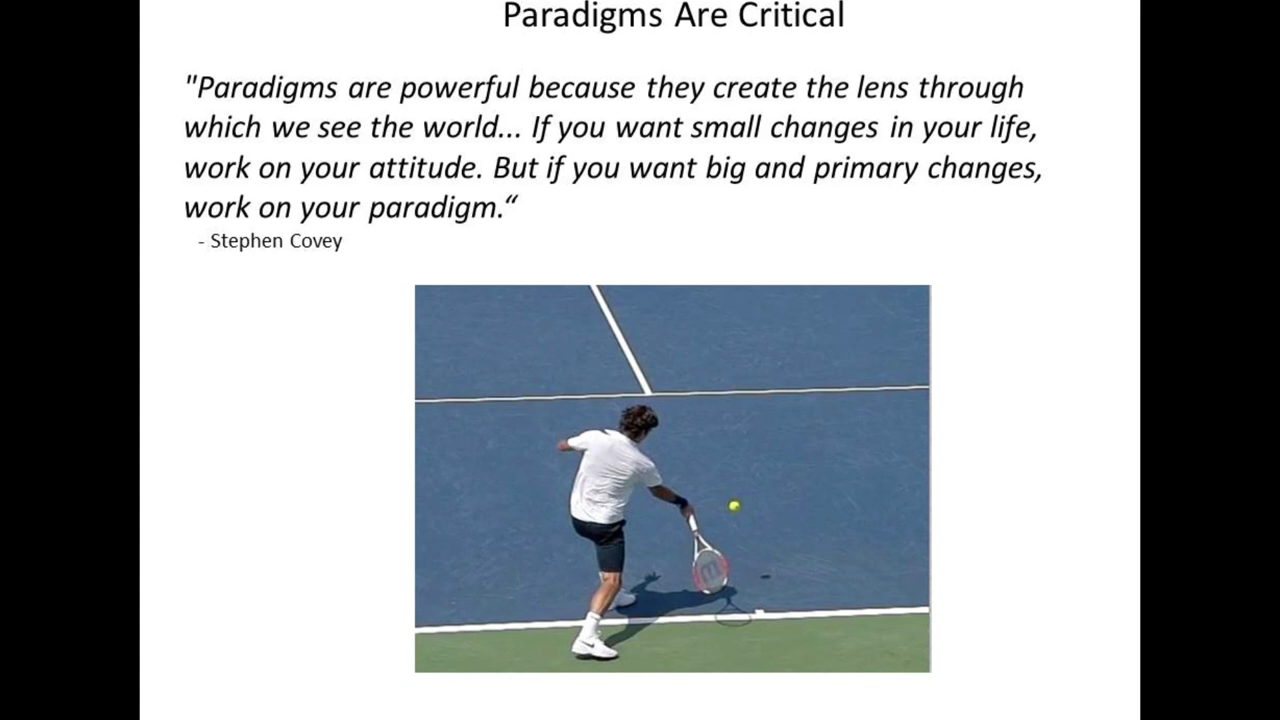 Paradigms Are Critical
"Paradigms are powerful because they create the lens through
which we see the world... If you want small changes in your life,
work on your attitude. But if you want big and primary changes,
work on your paradigm.“
- Stephen Covey